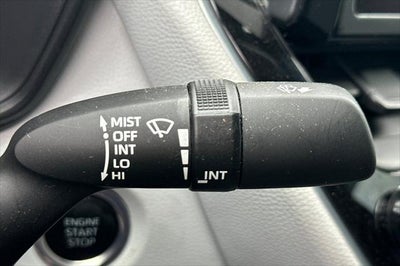 MIST
OFF
INT
LO
HI
INT
ENGINE
START
STOP